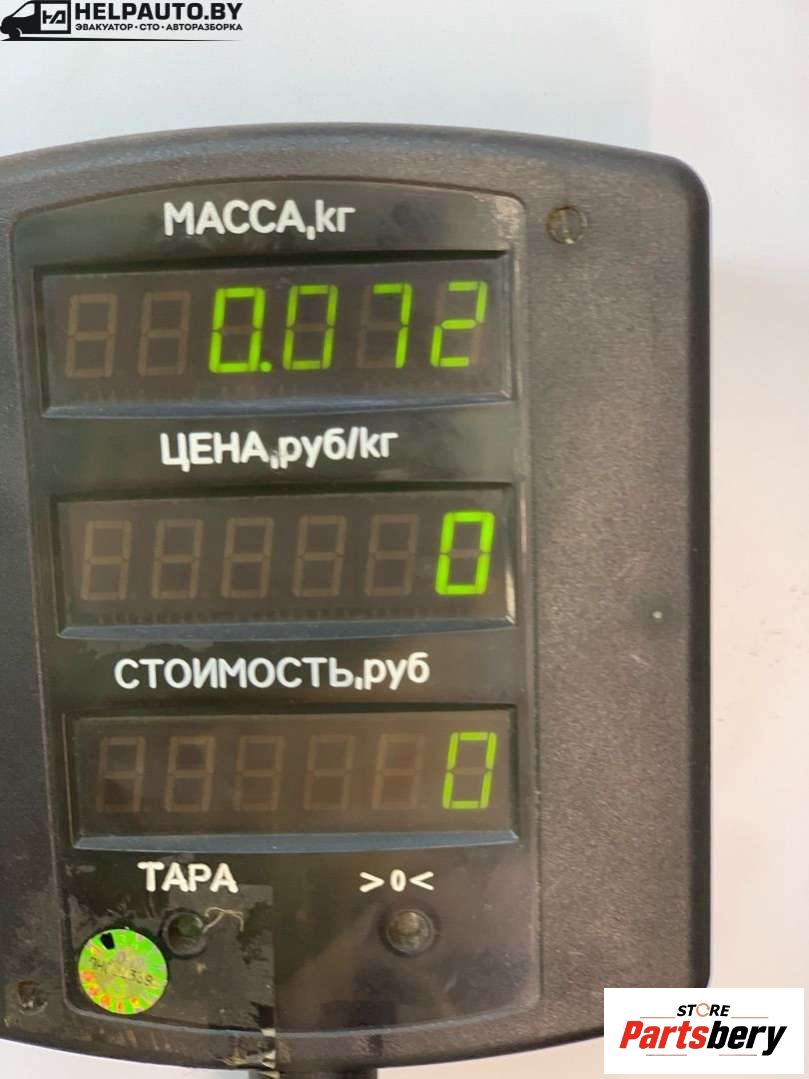 HELPAUTO.BY
ЭВАКУАТОР • СТО • АВТОРАЗБОРКА
МАССА,кг
0.072
ЦЕНА,руб/кг
0
СТОИМОСТЬ,руб
0
ТАРА >0<
STORE
Partsbery